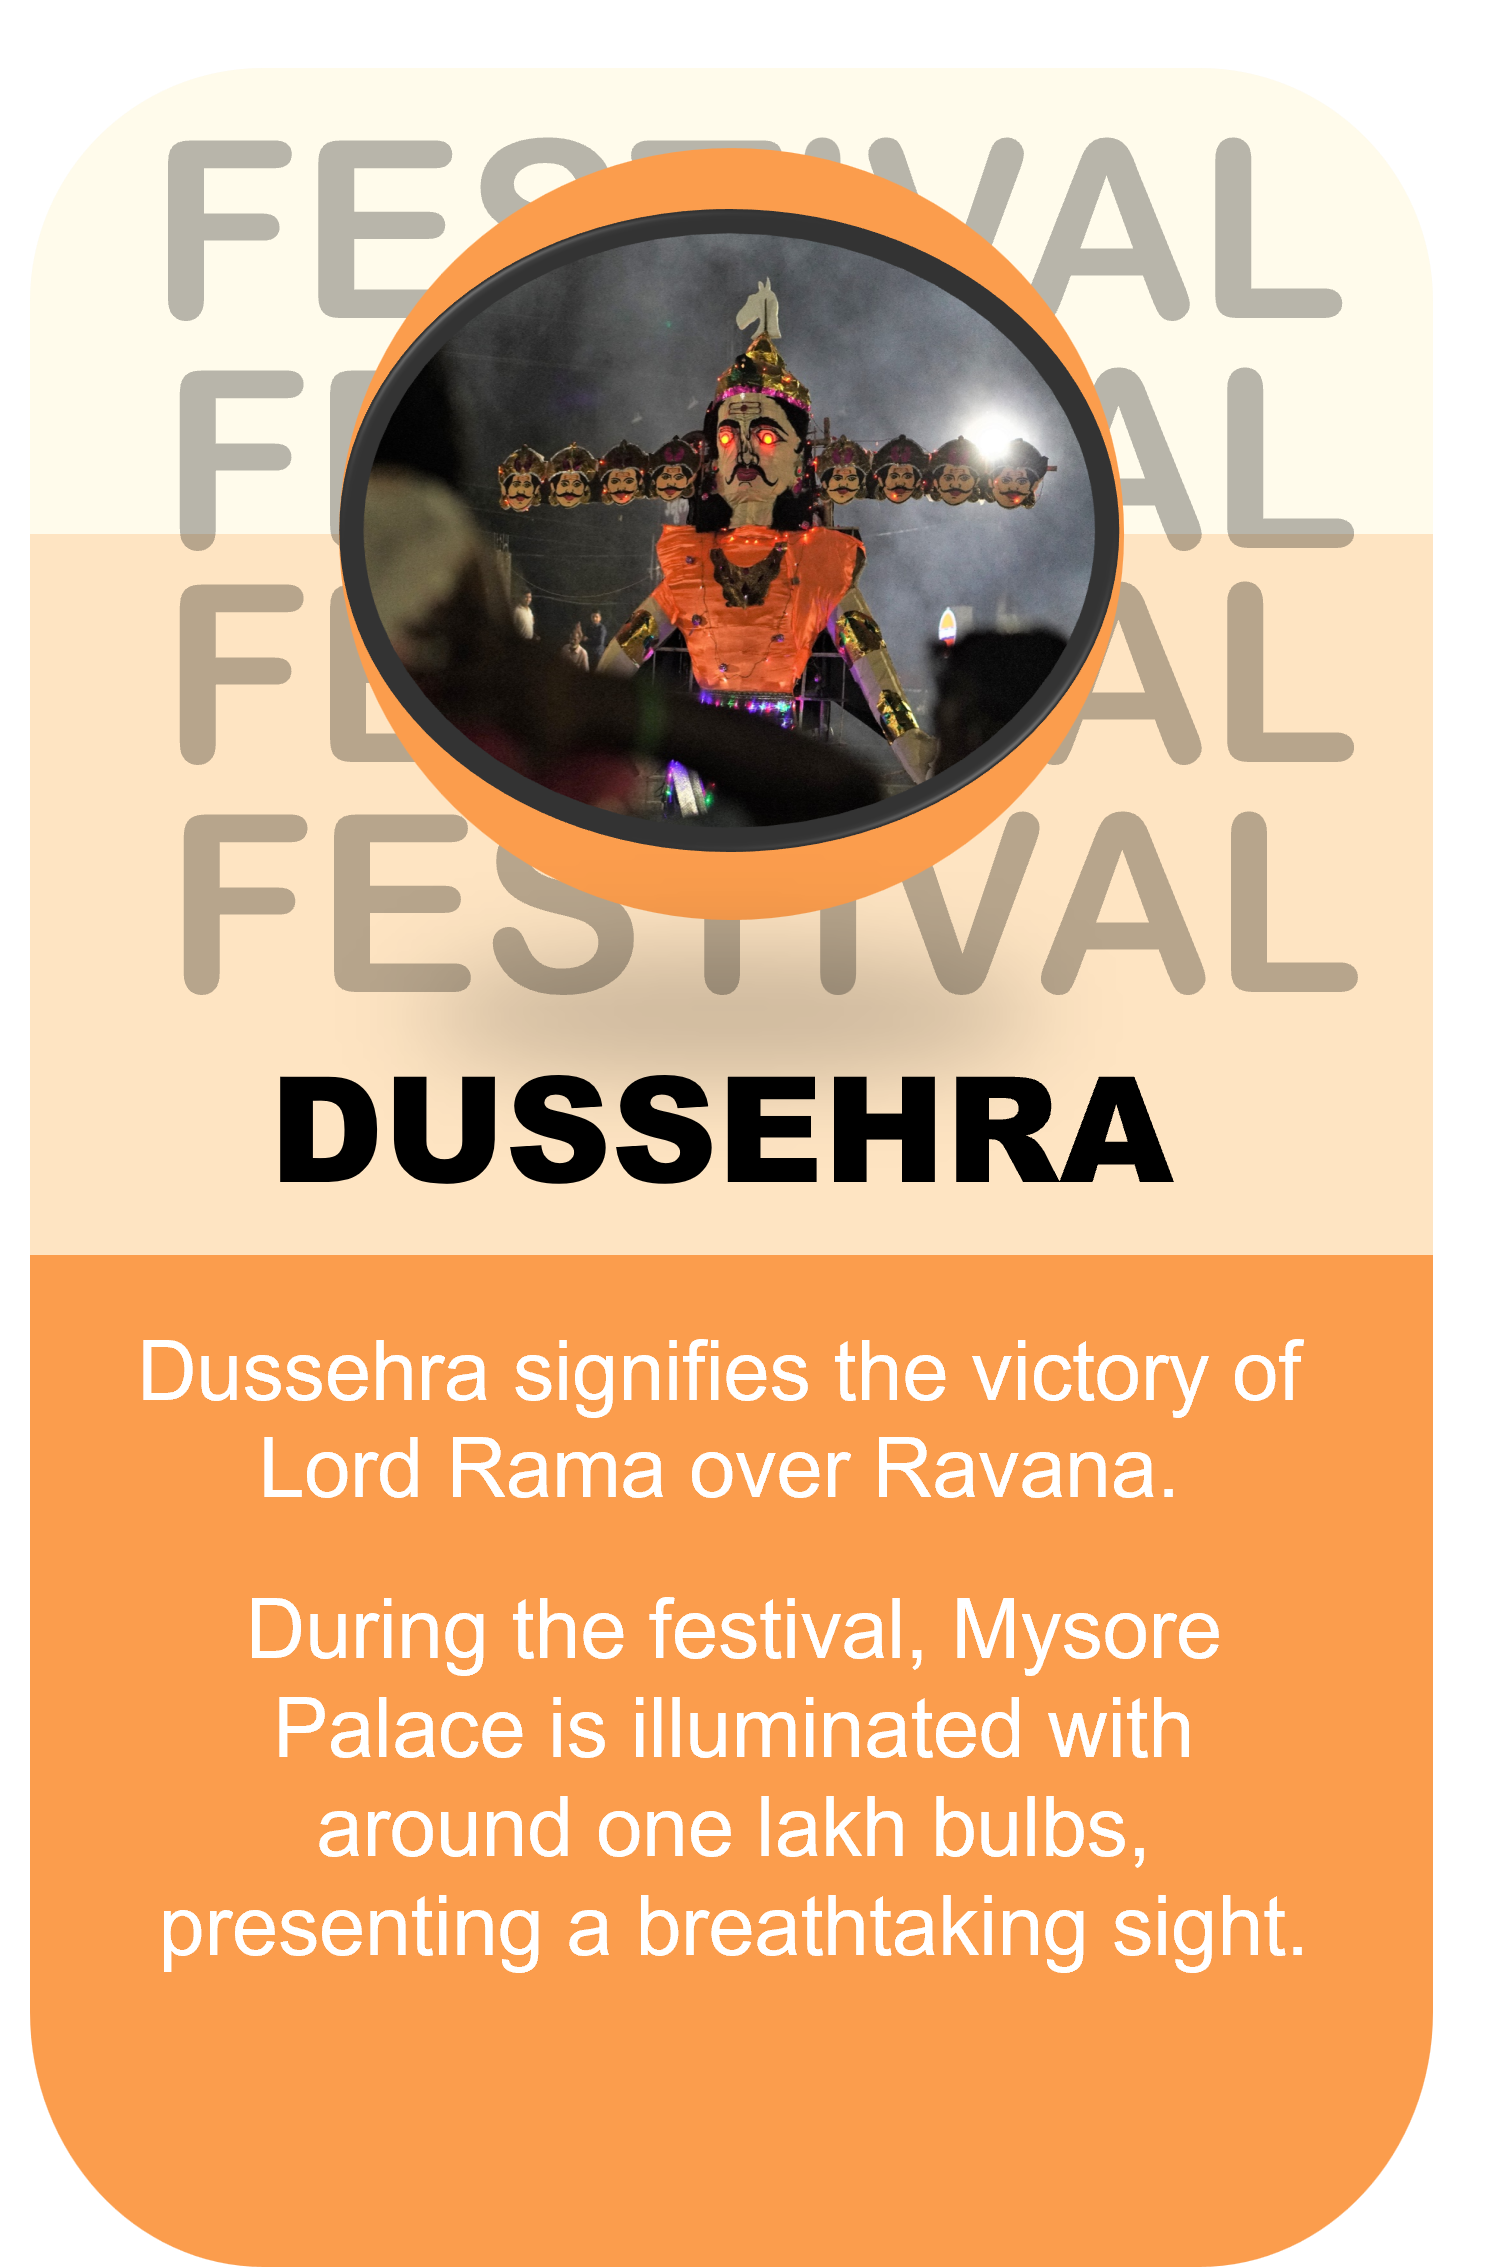 FESTIVAL
FESTIVAL
DUSSEHRA
Dussehra signifies the victory of
Lord Rama over Ravana.
During the festival, Mysore
Palace is illuminated with
around one lakh bulbs,
presenting a breathtaking sight.